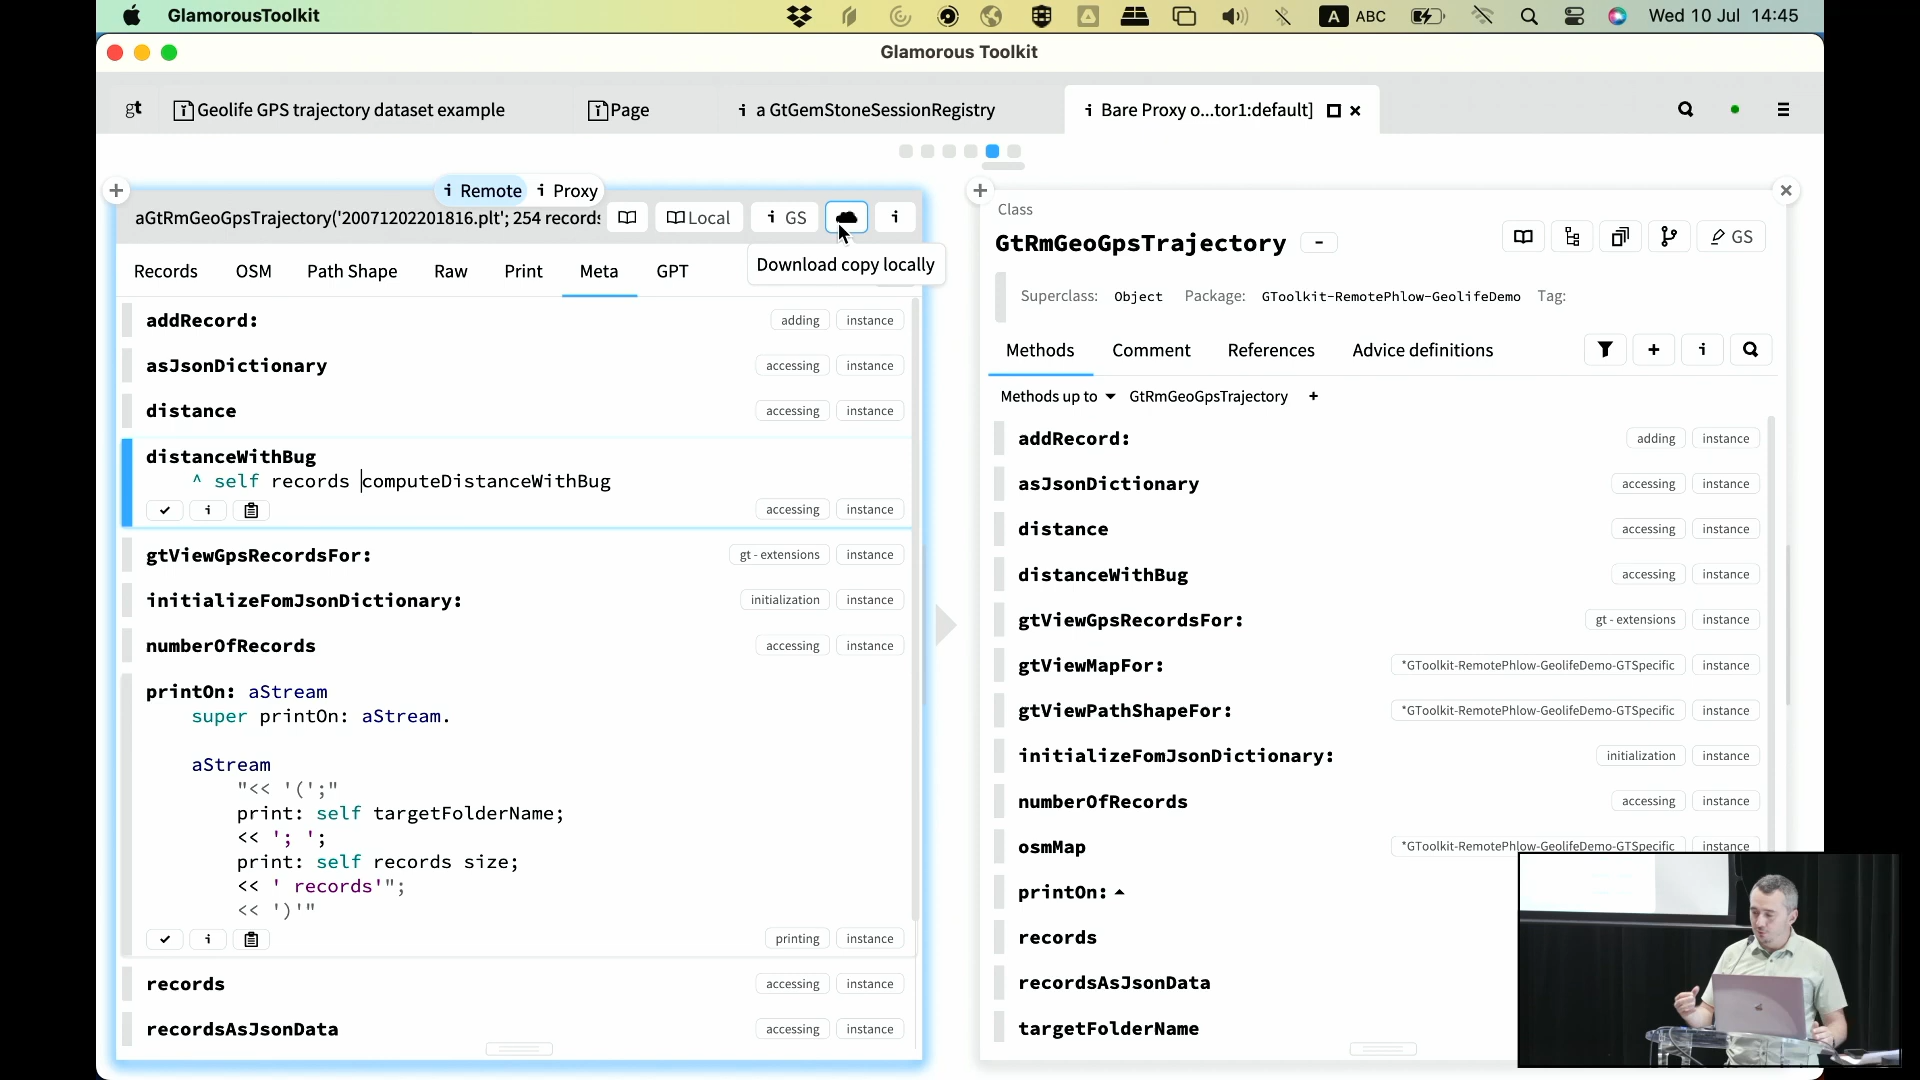 GlamorousToolkit
A ABC Wed 10 Jul 14:45
Glamorous Toolkit
gt Geolife GPS trajectory dataset example Page i a GtGemStoneSessionRegistry i Bare Proxy o...tor1:default]
i Remote i Proxy
aGtRmGeoGpsTrajectory('20071202201816.plt'; 254 records Local i GS i
Download copy locally
Records OSM Path Shape Raw Print Meta GPT
addRecord: adding instance
asJsonDictionary accessing instance
distance accessing instance
distanceWithBug
^ self records computeDistanceWithBug
i accessing instance
gtViewGpsRecordsFor: gt - extensions instance
initializeFomJsonDictionary: initialization instance
numberOfRecords accessing instance
printOn: aStream
super printOn: aStream.
aStream
"<< '(';"
print: self targetFolderName;
<< '; ';
print: self records size;
<< ' records'";
<< ')'"
i printing instance
records accessing instance
recordsAsJsonData accessing instance
Class
GtRmGeoGpsTrajectory - GS
Superclass: Object Package: GToolkit-RemotePhlow-GeolifeDemo Tag:
Methods Comment References Advice definitions + i
Methods up to GtRmGeoGpsTrajectory +
addRecord: adding instance
asJsonDictionary accessing instance
distance accessing instance
distanceWithBug accessing instance
gtViewGpsRecordsFor: gt - extensions instance
gtViewMapFor: *GToolkit-RemotePhlow-GeolifeDemo-GTSpecific instance
gtViewPathShapeFor: *GToolkit-RemotePhlow-GeolifeDemo-GTSpecific instance
initializeFomJsonDictionary: initialization instance
numberOfRecords accessing instance
osmMap *GToolkit-RemotePhlow-GeolifeDemo-GTSpecific instance
printOn:
records
recordsAsJsonData
targetFolderName